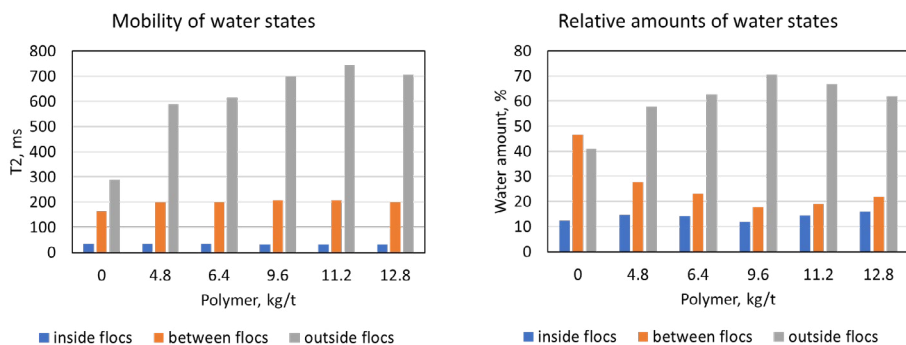 Mobility of water states
800
700
600
500
400
300
200
100
0
T2, ms
0 4.8 6.4 9.6 11.2 12.8
Polymer, kg/t
inside flocs between flocs outside flocs
Relative amounts of water states
80
70
60
50
40
30
20
10
0
Water amount, %
0 4.8 6.4 9.6 11.2 12.8
Polymer, kg/t
inside flocs between flocs outside flocs